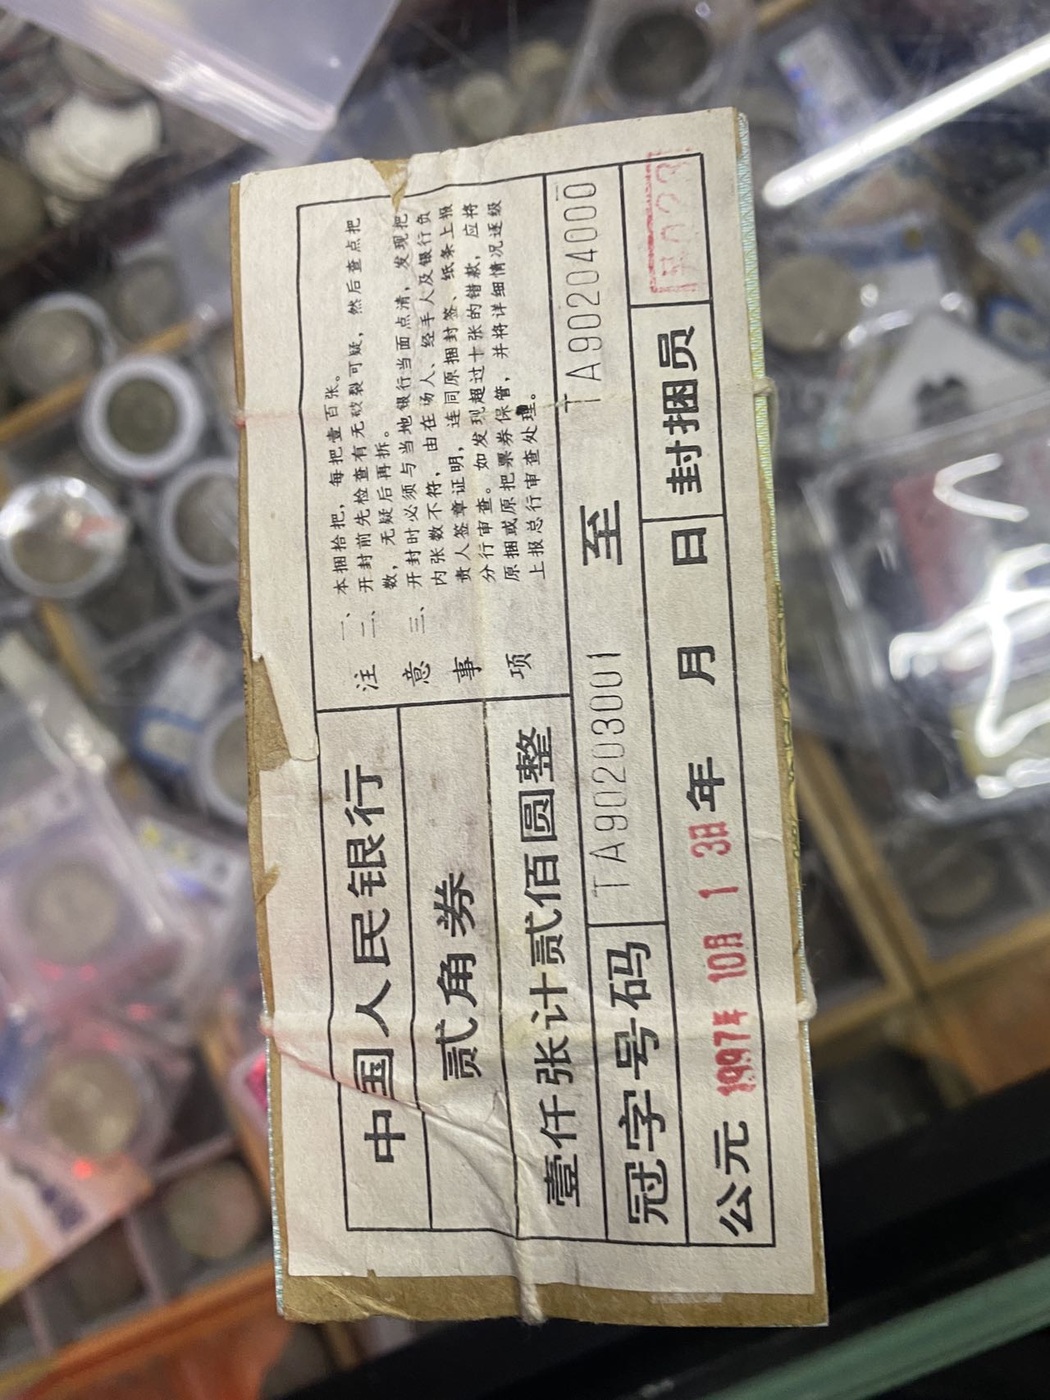 中国人民银行
贰角券
壹仟张计贰佰圆整
注意事项
一、本捆拾把，每把壹百张。
二、开封前先检查有无破裂可疑，然后查点把
数，无疑后再拆。
三、开封时必须与当地银行当面点清，发现把
内张数不符，由在场人、经手人及银行负
责人签章证明，连同原捆封签、纸条上报
分行审查。如发现超过十张的错款，应将
原捆或原把票券保管，并将详细情况逐级
上报总行审查处理。
冠字号码 TA90203001 至 TA90204000
公元 1997年 10月 1 3日 年 月 日 封捆员